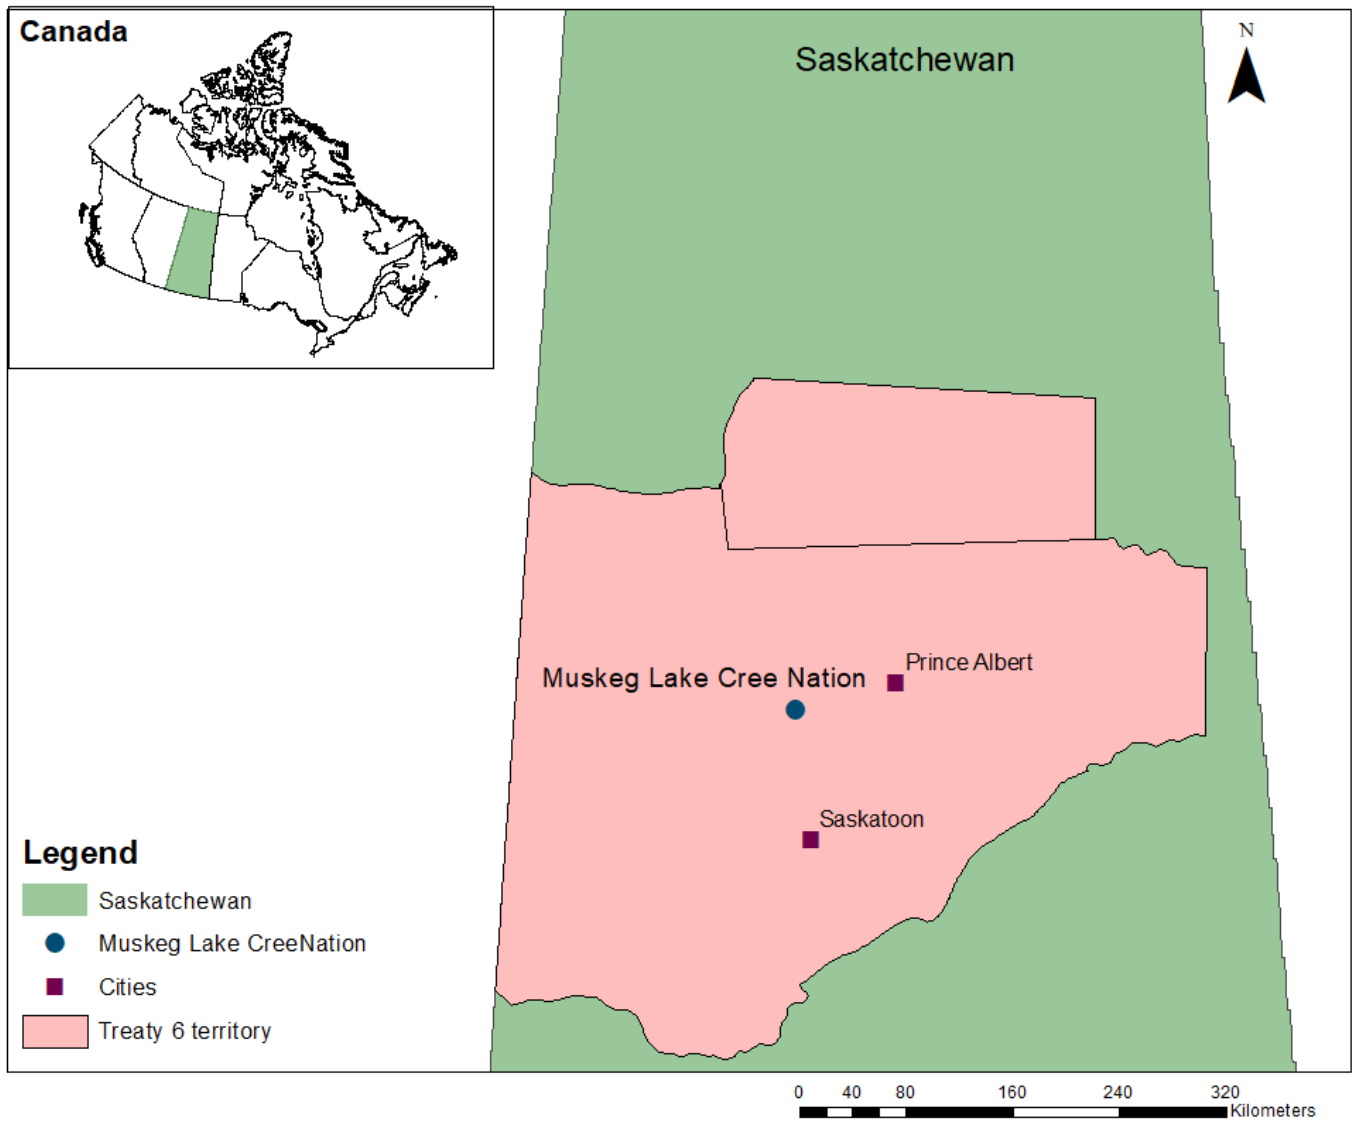 Canada
Saskatchewan
N
Muskeg Lake Cree Nation
Prince Albert
Saskatoon
Legend
Saskatchewan
Muskeg Lake CreeNation
Cities
Treaty 6 territory
0 40 80 160 240 320
Kilometers